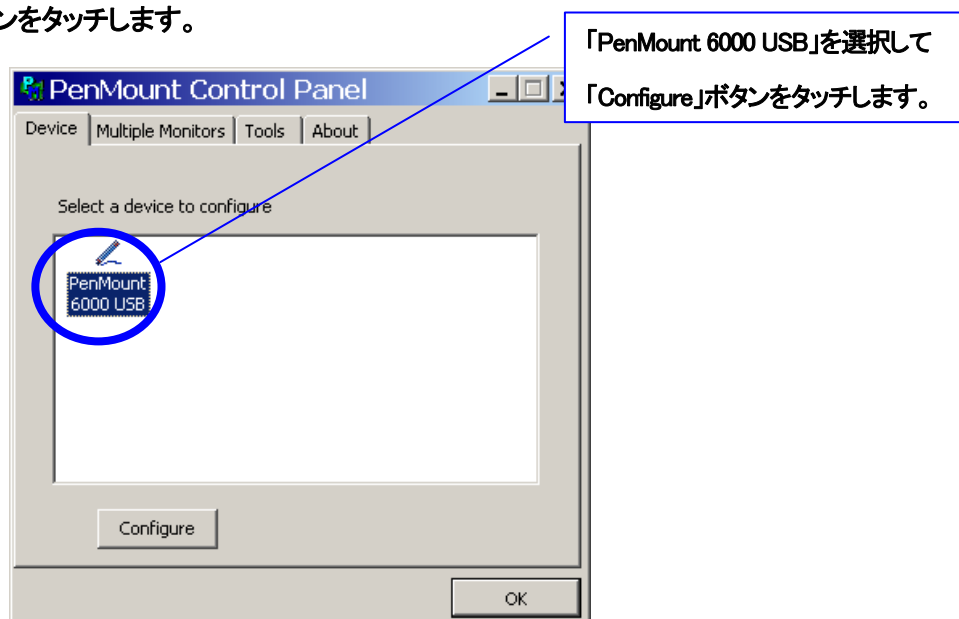 ンをタッチします。
「PenMount 6000 USB」を選択して
「Configure」ボタンをタッチします。
PenMount Control Panel
Device Multiple Monitors Tools About
Select a device to configure
PenMount
6000 USB
Configure
OK